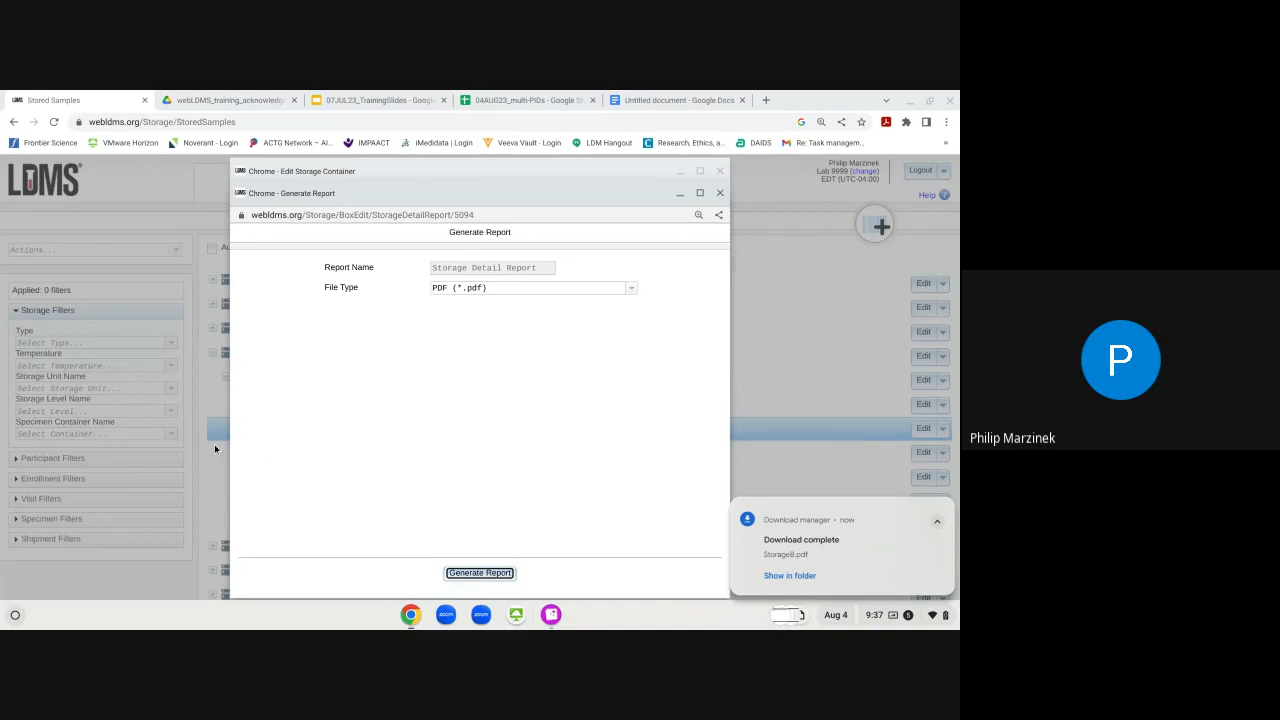 Stored Samples
webLDMS_training_acknowledg
07JUL23_TrainingSlides - Google
04AUG23_multi-PIDs - Google Sh
Untitled document - Google Docs
webldms.org/Storage/StoredSamples
Frontier Science
VMware Horizon
Noverant - Login
ACTG Network – Al...
IMPAACT
iMedidata | Login
Veeva Vault - Login
LDM Hangout
Research, Ethics, a...
DAIDS
Re: Task managem...
»
LDMS®
Philip Marzinek
Lab 9999 (change)
EDT (UTC-04:00)
Logout
Help ?
Chrome - Edit Storage Container
Chrome - Generate Report
webldms.org/Storage/BoxEdit/StorageDetailReport/5094
Generate Report
Report Name
Storage Detail Report
File Type
PDF (*.pdf)
Generate Report
Actions...
Applied: 0 filters
Storage Filters
Type
Select Type...
Temperature
Select Temperature...
Storage Unit Name
Select Storage Unit...
Storage Level Name
Select Level...
Specimen Container Name
Select Container...
Participant Filters
Enrollment Filters
Visit Filters
Specimen Filters
Shipment Filters
Edit
Edit
Edit
Edit
Edit
Edit
Edit
Edit
Edit
Download manager • now
Download complete
StorageB.pdf
Show in folder
zoom
zoom
Aug 4
9:37
P
Philip Marzinek